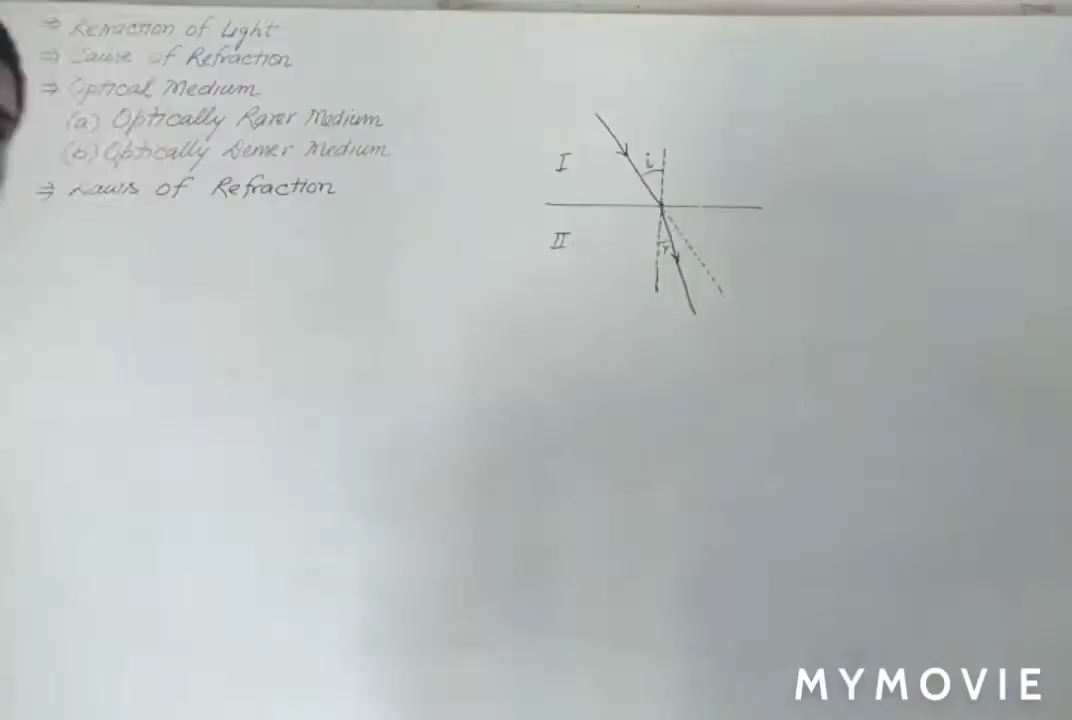 ⇒ Refraction of Light
⇒ Cause of Refraction
⇒ Optical Medium
(a) Optically Rarer Medium
(b) Optically Denser Medium
⇒ Laws of Refraction
I
i
II
r
MYMOVIE